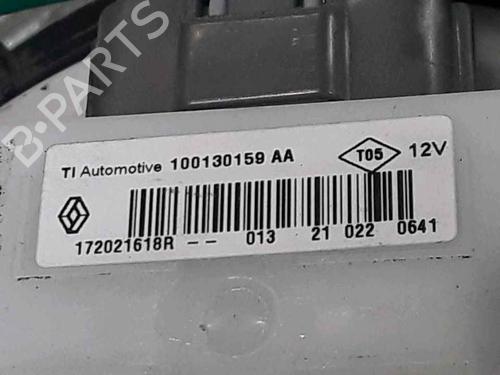 B-PARTS
TI Automotive 100130159 AA T05 12V
172021618R -- 013 21 022 0641